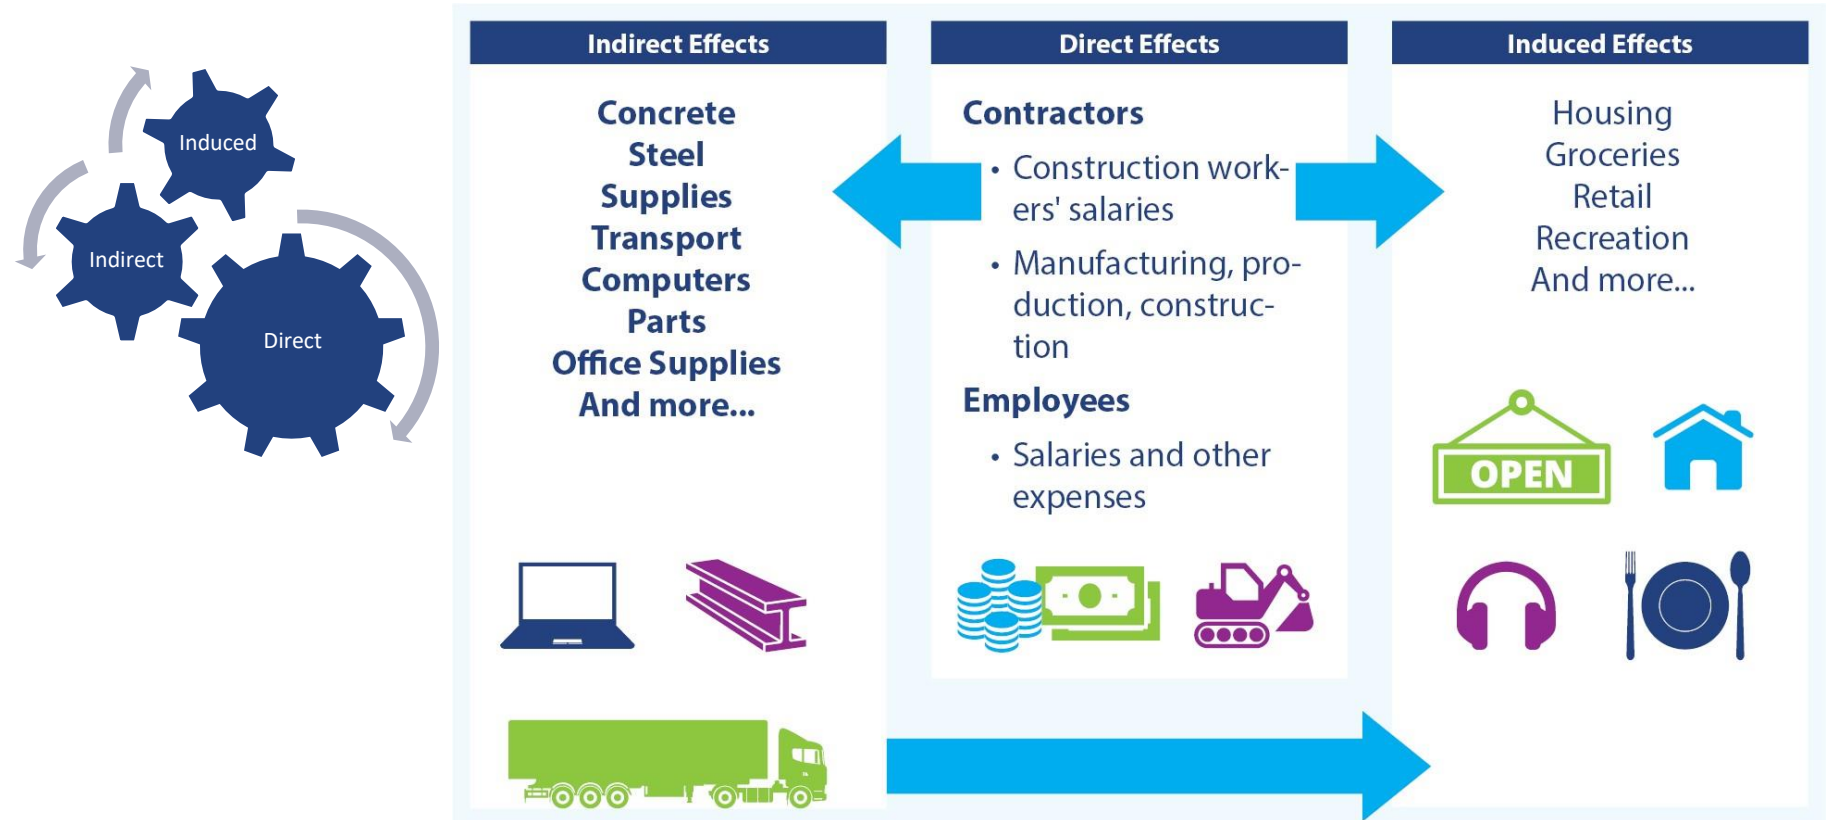 Induced
Indirect
Direct
Indirect Effects
Concrete
Steel
Supplies
Transport
Computers
Parts
Office Supplies
And more...
Direct Effects
Contractors
• Construction work-
ers' salaries
• Manufacturing, pro-
duction, construc-
tion
Employees
• Salaries and other
expenses
Induced Effects
Housing
Groceries
Retail
Recreation
And more...
OPEN